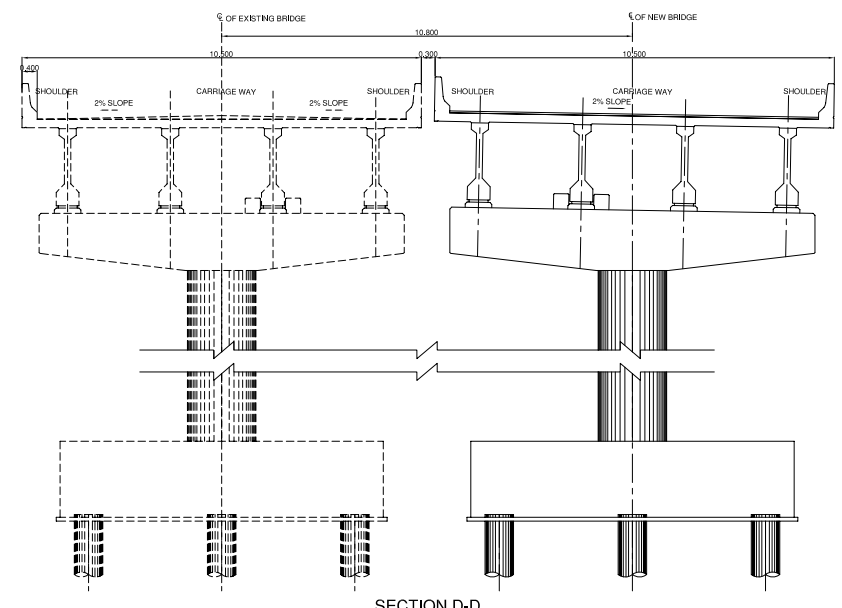 ℄ OF EXISTING BRIDGE
℄ OF NEW BRIDGE
10.800
10.500
0.300
10.500
0.400
SHOULDER
CARRIAGE WAY
SHOULDER
SHOULDER
CARRIAGE WAY
SHOULDER
2% SLOPE
2% SLOPE
2% SLOPE
SECTION D-D